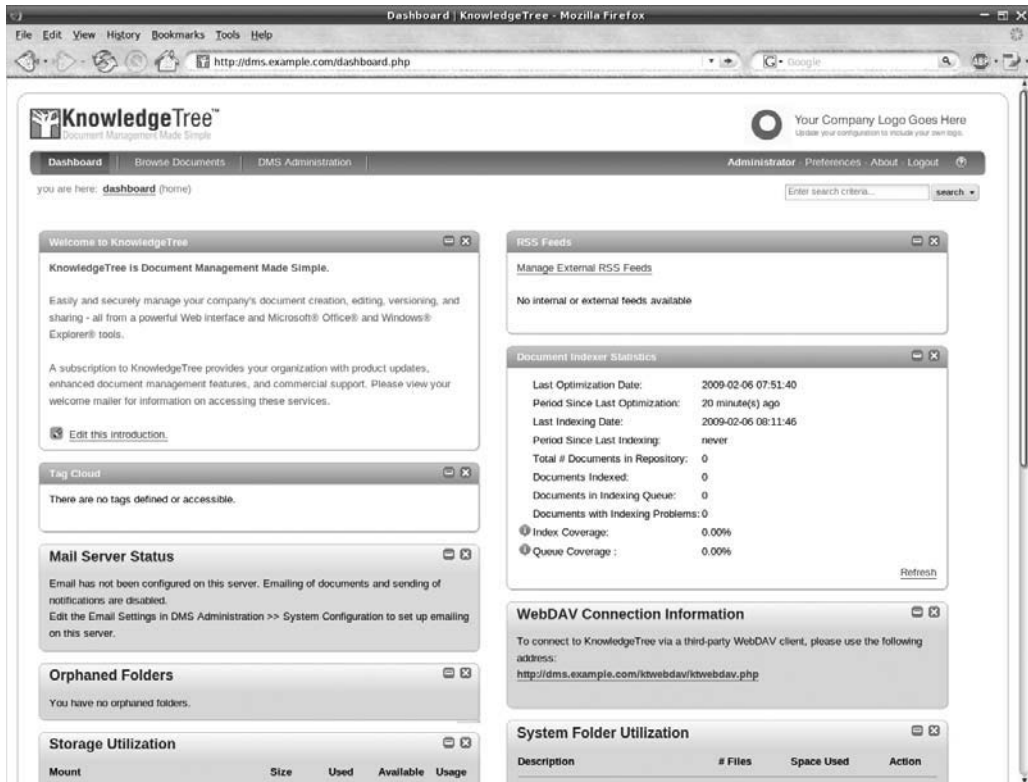 Dashboard | KnowledgeTree - Mozilla Firefox
File Edit View History Bookmarks Tools Help
http://dms.example.com/dashboard.php
Google
KnowledgeTree™
Document Management Made Simple
Your Company Logo Goes Here
Update your configuration to include your own logo.
Dashboard Browse Documents DMS Administration
Administrator - Preferences - About - Logout
you are here: dashboard (home)
Enter search criteria...
search
Welcome to KnowledgeTree
KnowledgeTree is Document Management Made Simple.
Easily and securely manage your company's document creation, editing, versioning, and
sharing - all from a powerful Web interface and Microsoft® Office® and Windows®
Explorer® tools.
A subscription to KnowledgeTree provides your organization with product updates,
enhanced document management features, and commercial support. Please view your
welcome mailer for information on accessing these services.
Edit this introduction.
Tag Cloud
There are no tags defined or accessible.
Mail Server Status
Email has not been configured on this server. Emailing of documents and sending of
notifications are disabled.
Edit the Email Settings in DMS Administration >> System Configuration to set up emailing
on this server.
Orphaned Folders
You have no orphaned folders.
Storage Utilization
Mount Size Used Available Usage
RSS Feeds
Manage External RSS Feeds
No internal or external feeds available
Document Indexer Statistics
Last Optimization Date: 2009-02-06 07:51:40
Period Since Last Optimization: 20 minute(s) ago
Last Indexing Date: 2009-02-06 08:11:46
Period Since Last Indexing: never
Total # Documents in Repository: 0
Documents Indexed: 0
Documents in Indexing Queue: 0
Documents with Indexing Problems: 0
Index Coverage: 0.00%
Queue Coverage : 0.00%
Refresh
WebDAV Connection Information
To connect to KnowledgeTree via a third-party WebDAV client, please use the following
address:
http://dms.example.com/ktwebdav/ktwebdav.php
System Folder Utilization
Description # Files Space Used Action